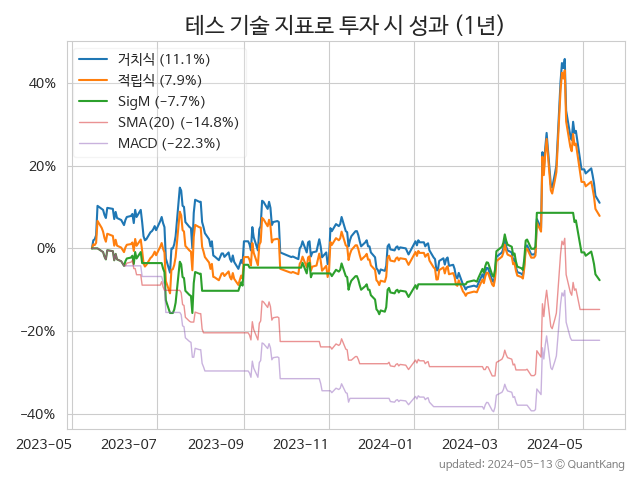 테스 기술 지표로 투자 시 성과 (1년)
거치식 (11.1%)
적립식 (7.9%)
SigM (−7.7%)
SMA(20) (−14.8%)
MACD (−22.3%)
40%
20%
0%
−20%
−40%
2023-05 2023-07 2023-09 2023-11 2024-01 2024-03 2024-05
updated: 2024-05-13 ⓒ QuantKang